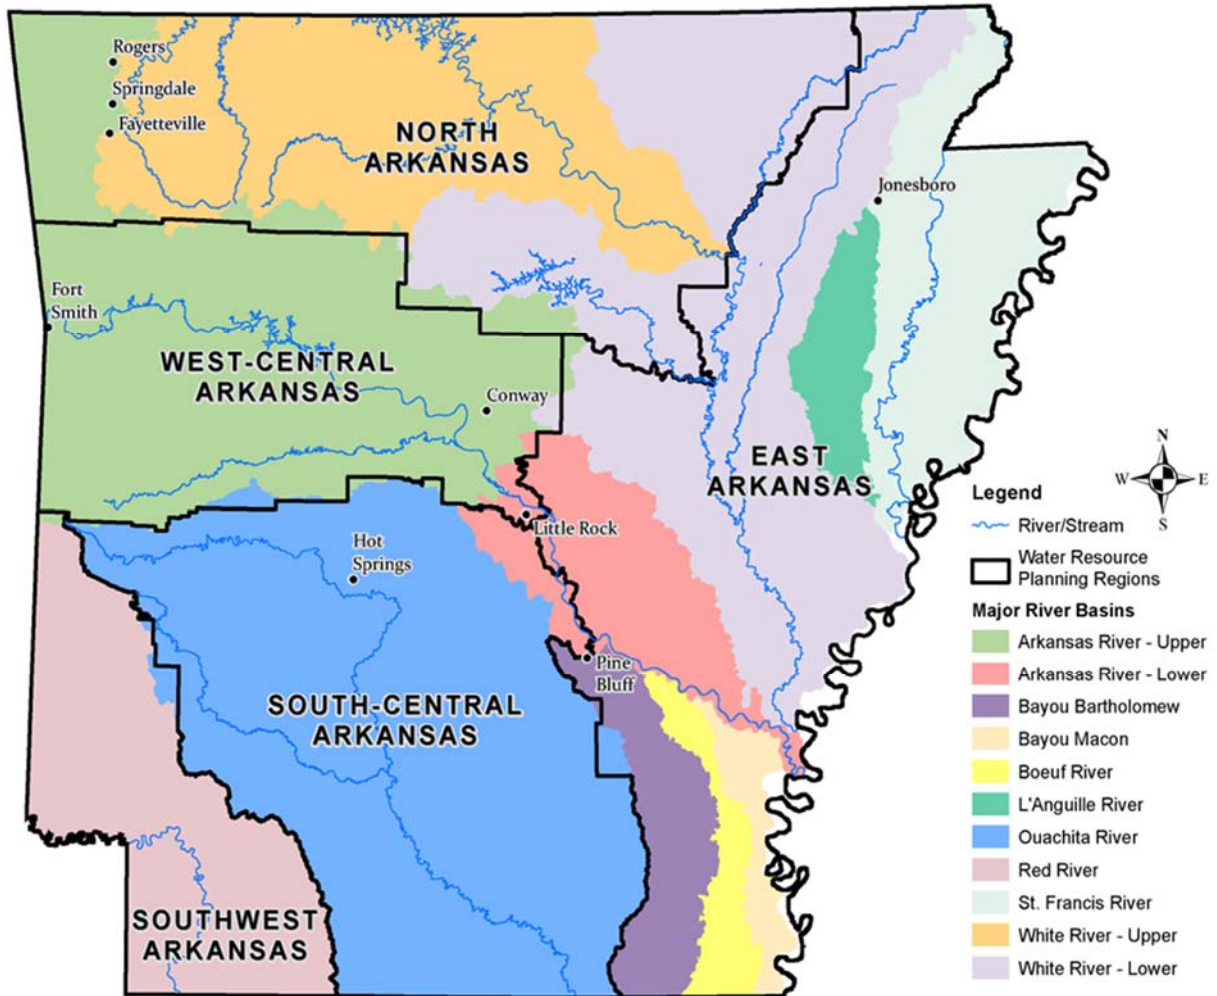 Rogers
Springdale
Fayetteville
NORTH
ARKANSAS
Jonesboro
Fort
Smith
WEST-CENTRAL
ARKANSAS
Conway
EAST
ARKANSAS
Little Rock
Hot
Springs
Pine
Bluff
SOUTH-CENTRAL
ARKANSAS
SOUTHWEST
ARKANSAS
N
W
E
S
Legend
River/Stream
Water Resource
Planning Regions
Major River Basins
Arkansas River - Upper
Arkansas River - Lower
Bayou Bartholomew
Bayou Macon
Boeuf River
L'Anguille River
Ouachita River
Red River
St. Francis River
White River - Upper
White River - Lower